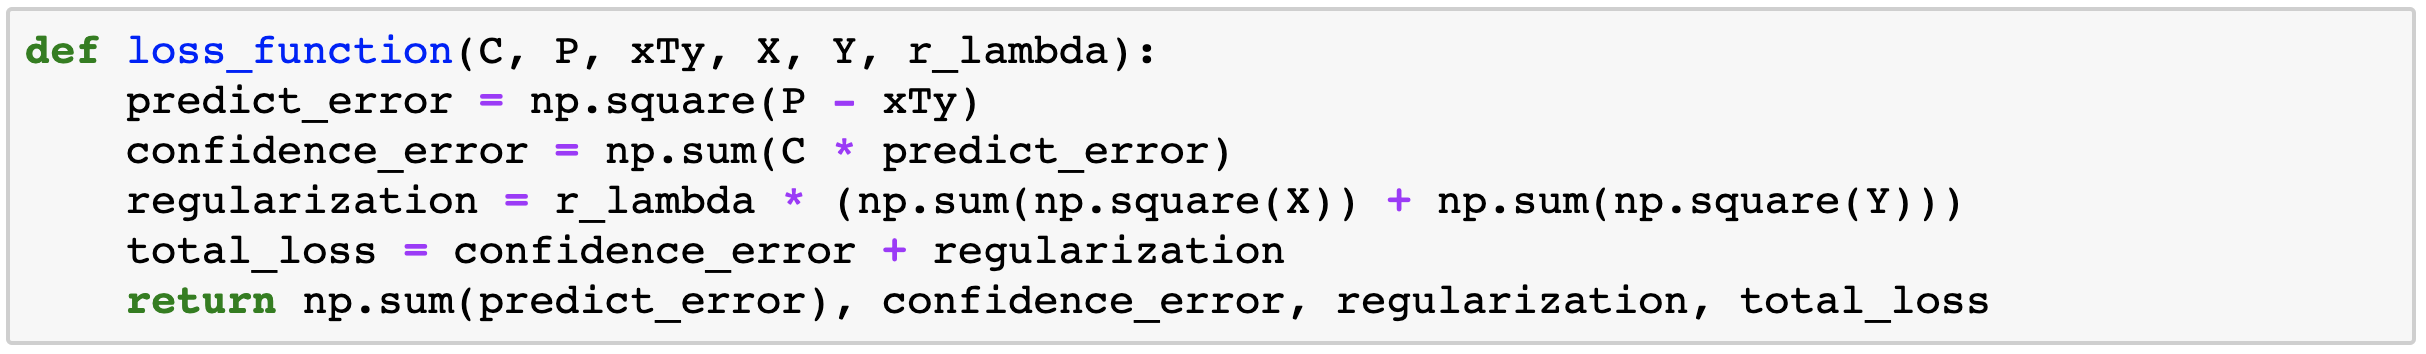 def loss_function(C, P, xTy, X, Y, r_lambda):
    predict_error = np.square(P - xTy)
    confidence_error = np.sum(C * predict_error)
    regularization = r_lambda * (np.sum(np.square(X)) + np.sum(np.square(Y)))
    total_loss = confidence_error + regularization
    return np.sum(predict_error), confidence_error, regularization, total_loss